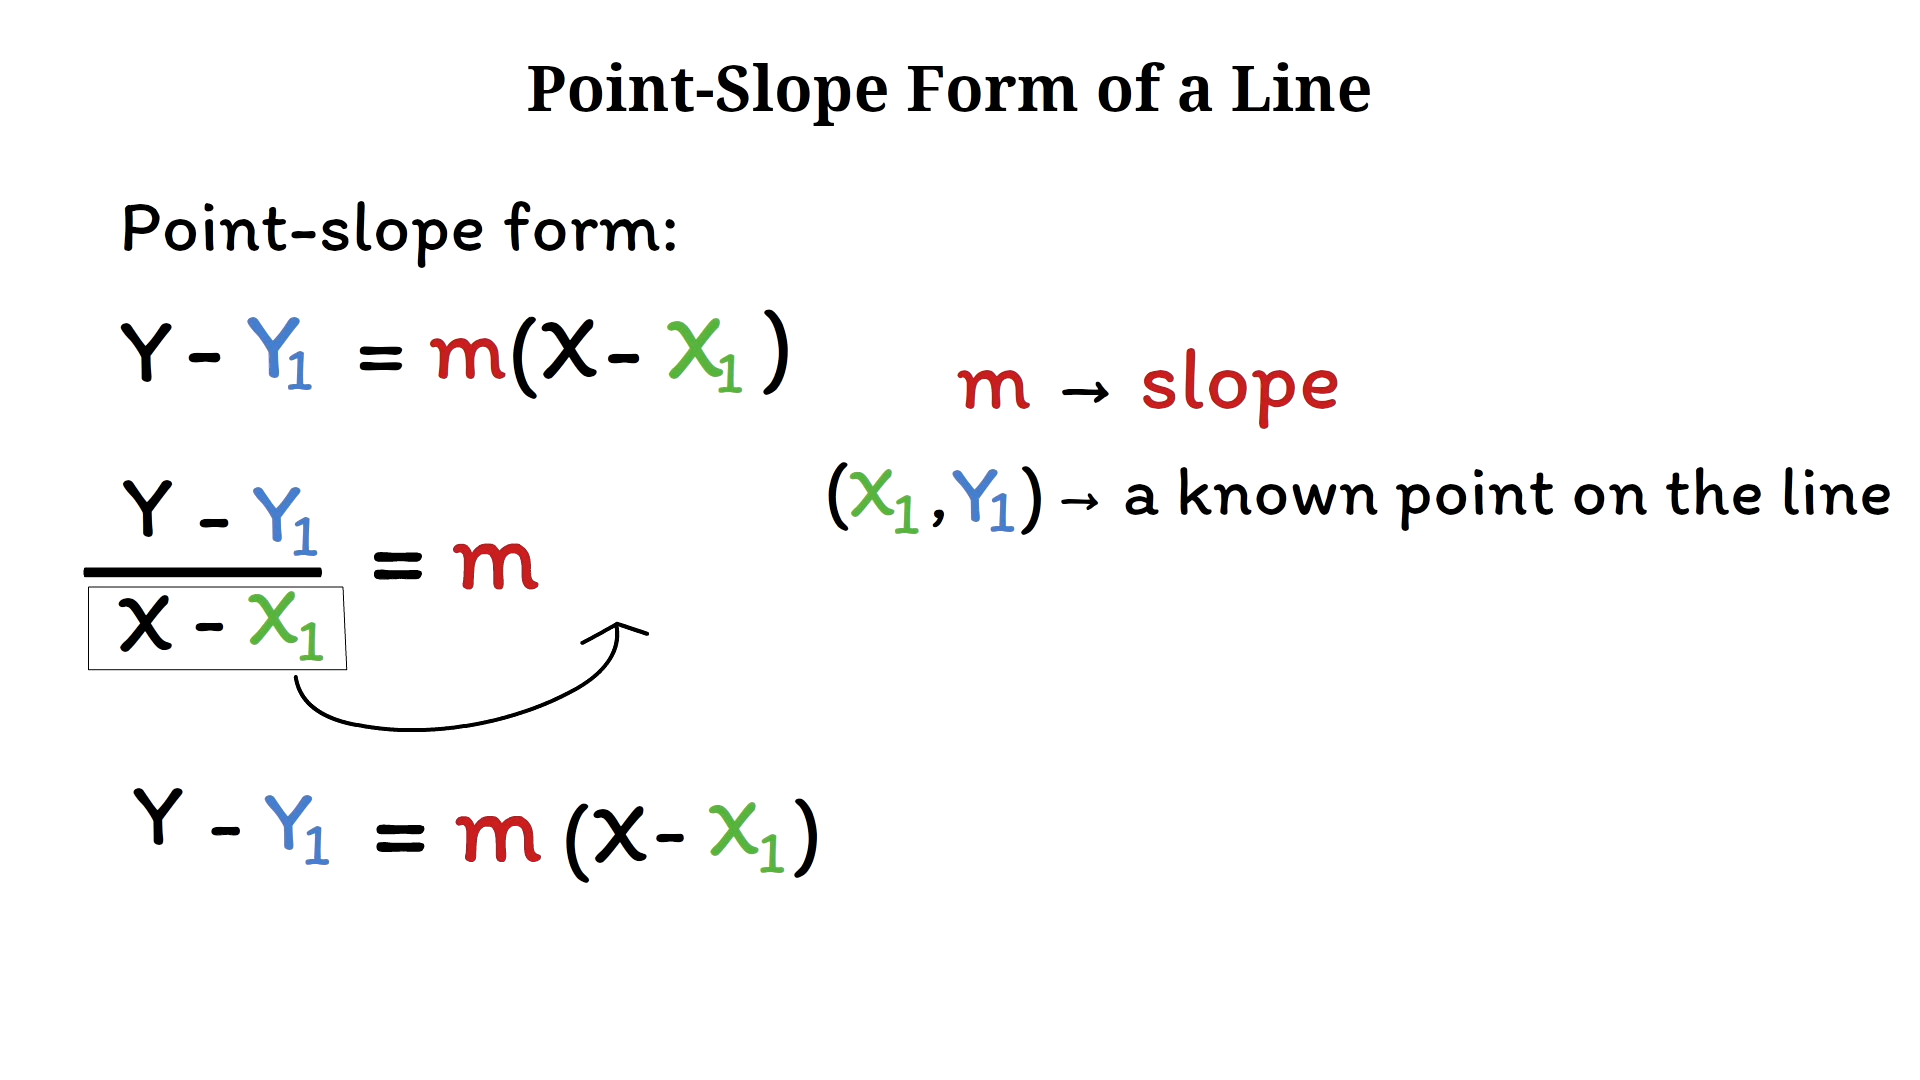 Point-Slope Form of a Line
Point-slope form:
Y - Y₁ = m(X - X₁)
m → slope
(X₁, Y₁) → a known point on the line
Y - Y₁
X - X₁
= m
Y - Y₁ = m (X - X₁)